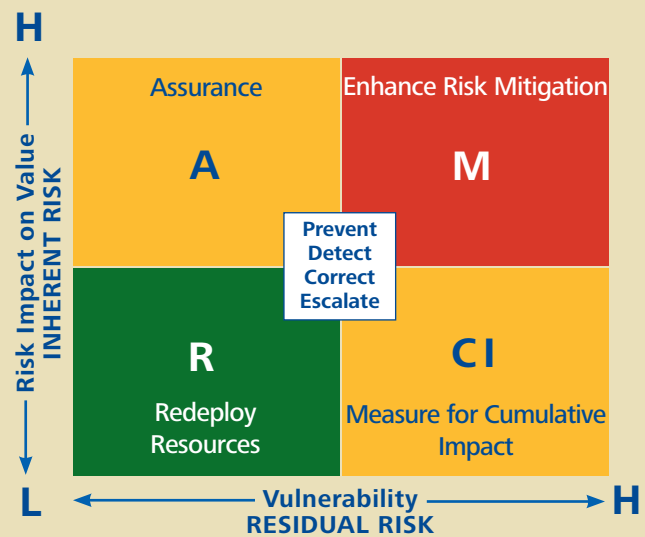 H
Risk Impact on Value
INHERENT RISK
Assurance
A
Enhance Risk Mitigation
M
Prevent
Detect
Correct
Escalate
R
Redeploy
Resources
CI
Measure for Cumulative
Impact
L
Vulnerability
RESIDUAL RISK
H